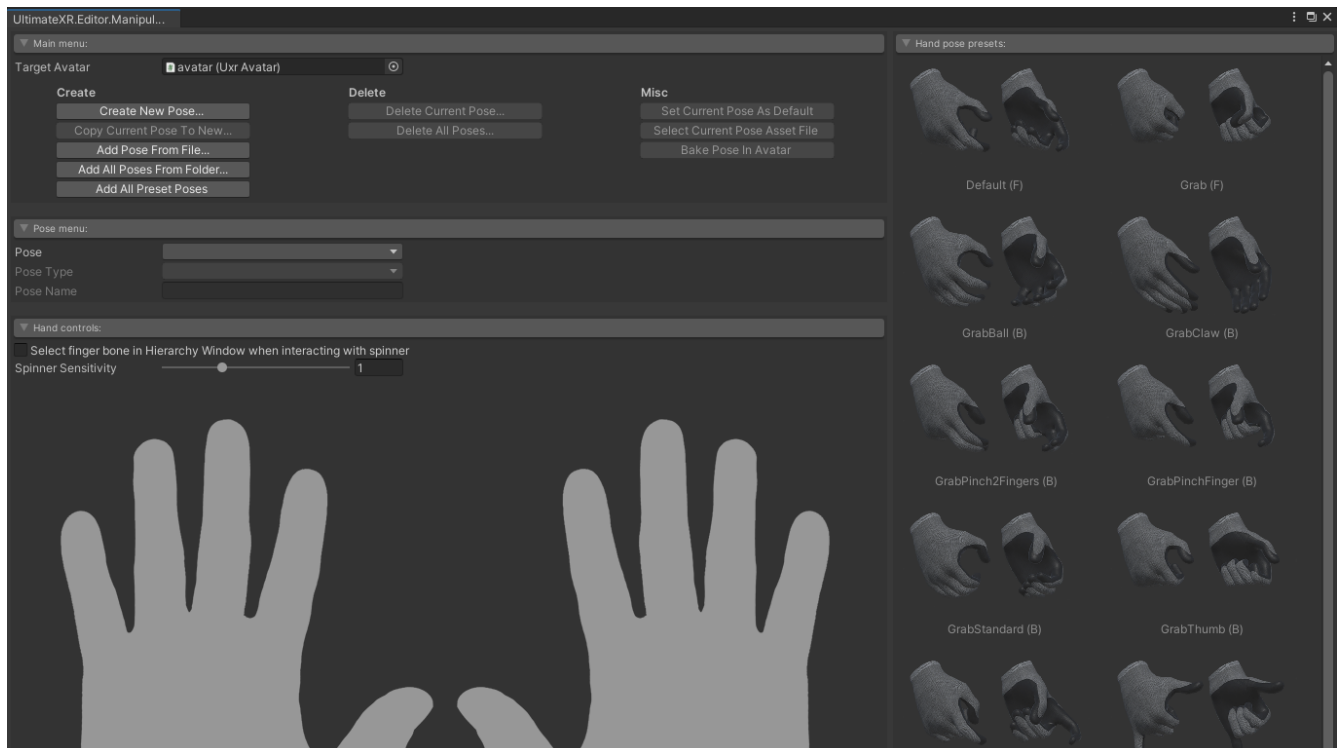 UltimateXR.Editor.Manipul...
Main menu:
Target Avatar
avatar (Uxr Avatar)
Create
Create New Pose...
Copy Current Pose To New...
Add Pose From File...
Add All Poses From Folder...
Add All Preset Poses
Delete
Delete Current Pose...
Delete All Poses...
Misc
Set Current Pose As Default
Select Current Pose Asset File
Bake Pose In Avatar
Pose menu:
Pose
Pose Type
Pose Name
Hand controls:
Select finger bone in Hierarchy Window when interacting with spinner
Spinner Sensitivity
1
Hand pose presets:
Default (F)
Grab (F)
GrabBall (B)
GrabClaw (B)
GrabPinch2Fingers (B)
GrabPinchFinger (B)
GrabStandard (B)
GrabThumb (B)